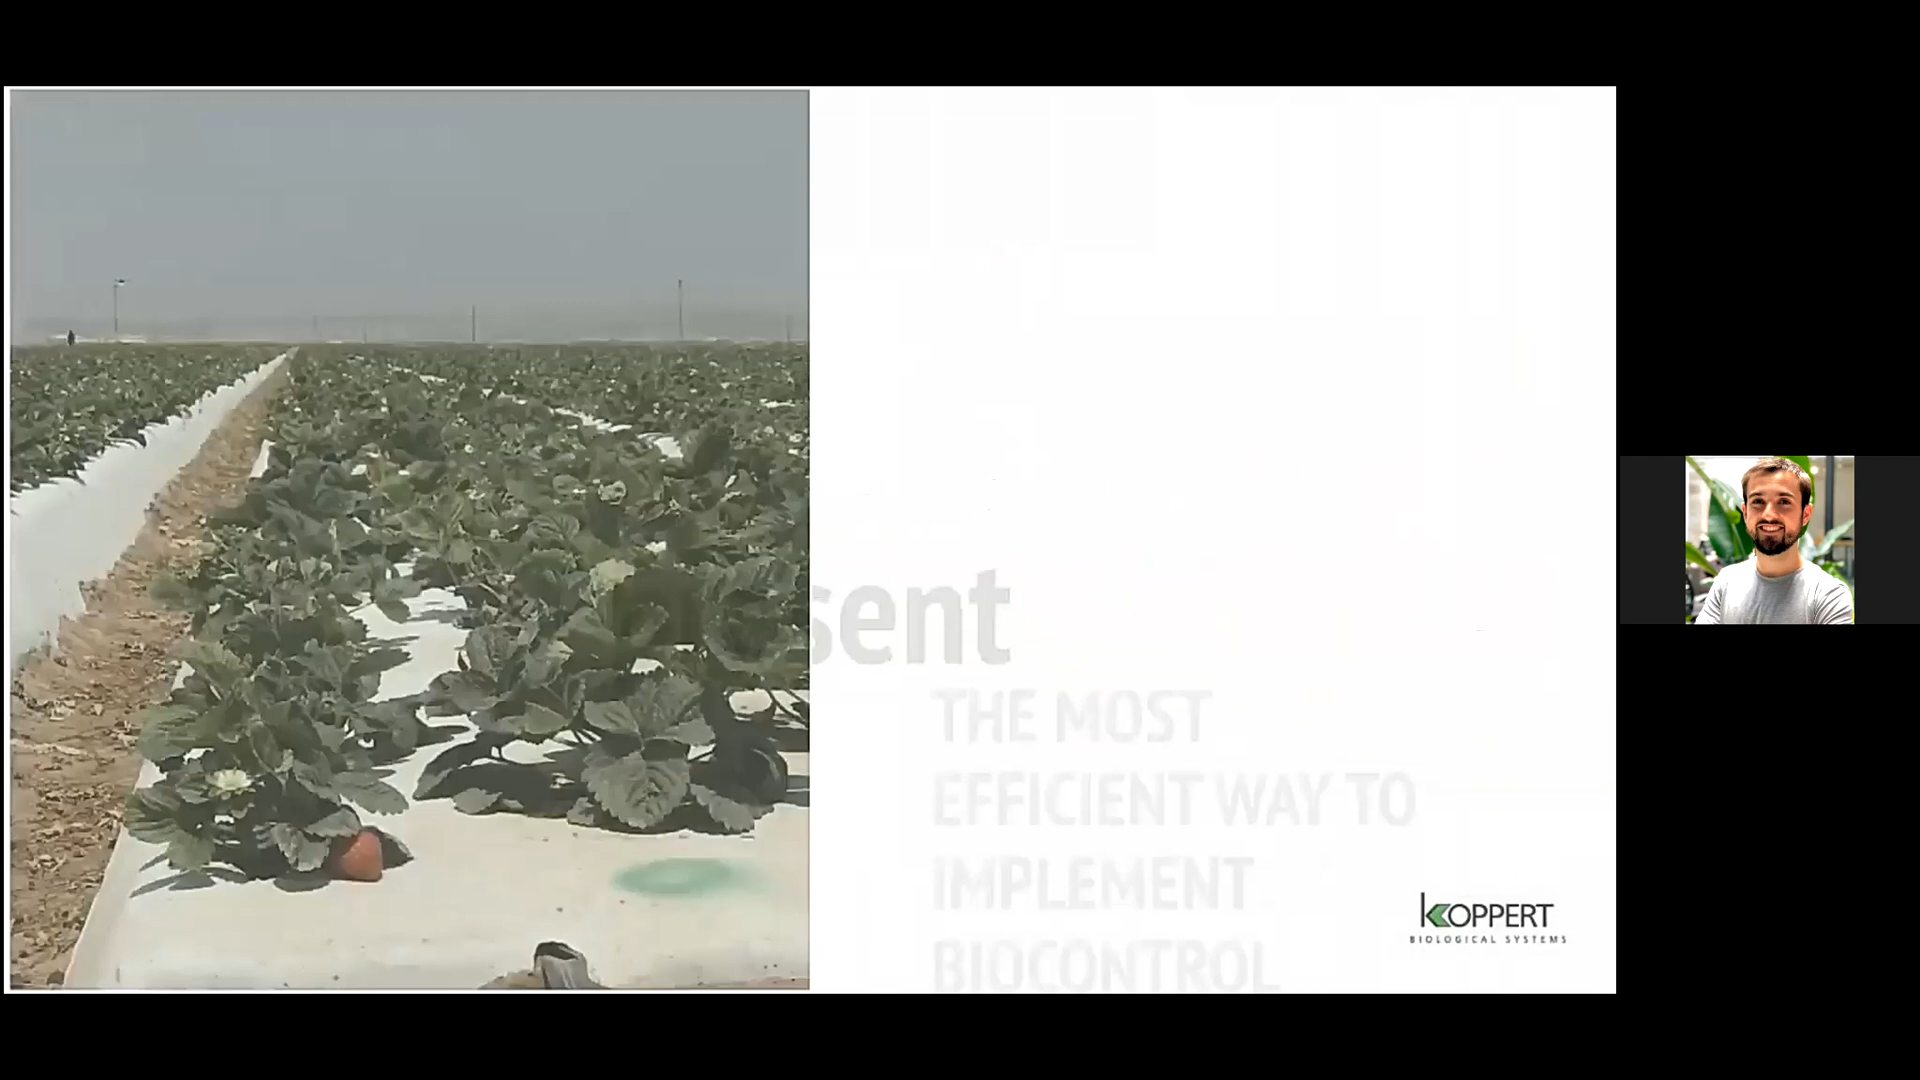 sent
THE MOST
EFFICIENT WAY TO
IMPLEMENT
BIOCONTROL
KOPPERT
BIOLOGICAL SYSTEMS